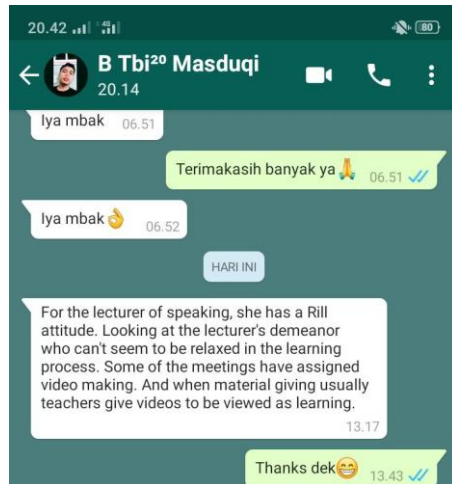 20.42 4G 80
B Tbi²⁰ Masduqi
20.14
Iya mbak 06.51
Terimakasih banyak ya🙏 06.51
Iya mbak👌 06.52
HARI INI
For the lecturer of speaking, she has a Rill
attitude. Looking at the lecturer's demeanor
who can't seem to be relaxed in the learning
process. Some of the meetings have assigned
video making. And when material giving usually
teachers give videos to be viewed as learning.
13.17
Thanks dek😁 13.43